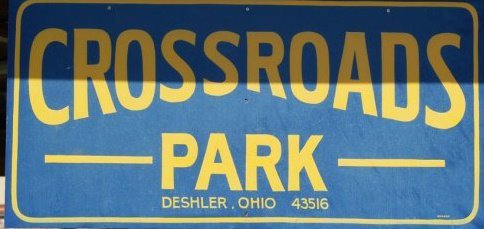 CROSSROADS
PARK
DESHLER, OHIO 43516